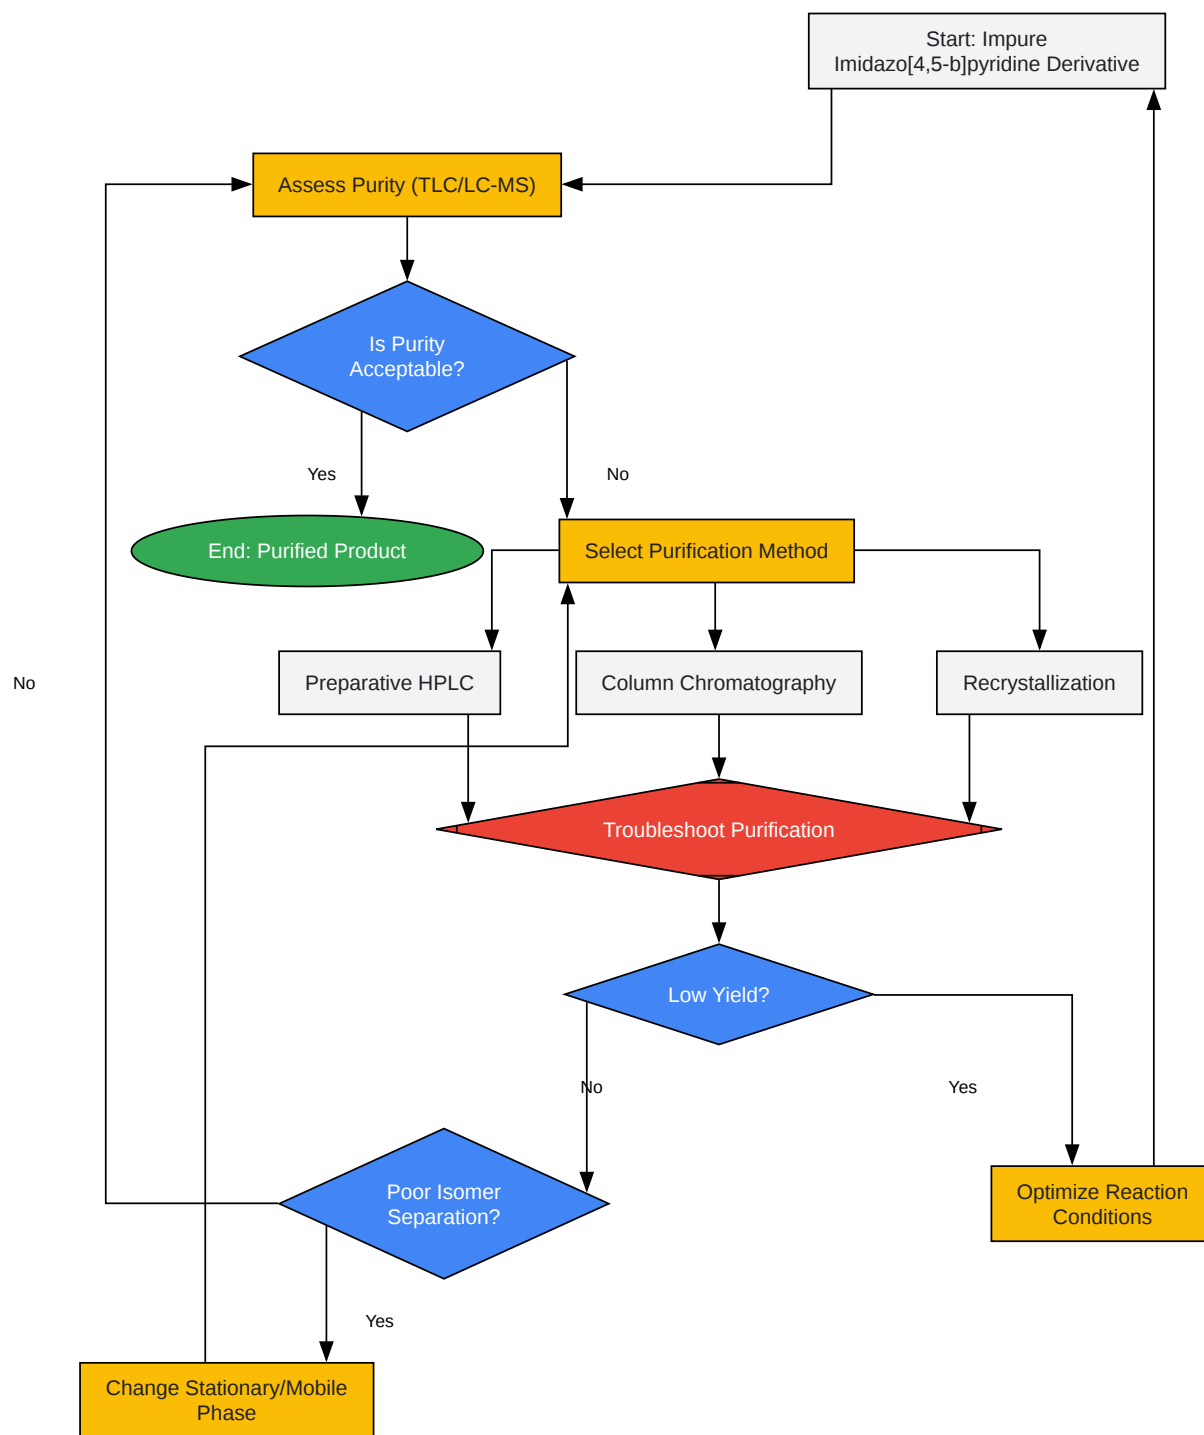 Start: Impure
Imidazo[4,5-b]pyridine Derivative
Assess Purity (TLC/LC-MS)
Is Purity
Acceptable?
Yes
No
End: Purified Product
Select Purification Method
No
Preparative HPLC
Column Chromatography
Recrystallization
Troubleshoot Purification
Low Yield?
No
Yes
Poor Isomer
Separation?
Optimize Reaction
Conditions
Yes
Change Stationary/Mobile
Phase